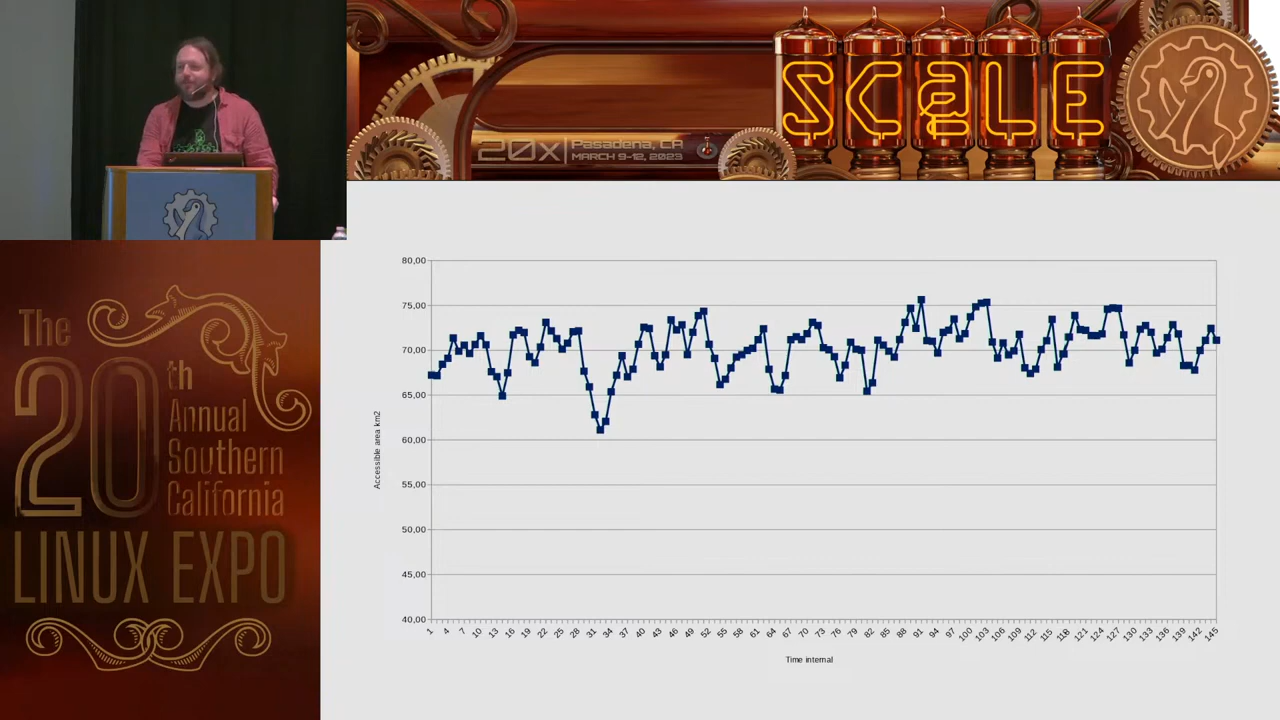 SCaLE
20x
Pasadena, CA
MARCH 9-12, 2023
The
20th
Annual
Southern
California
LINUX EXPO
80,00
75,00
70,00
65,00
60,00
55,00
50,00
45,00
40,00
Accessible area km2
1 4 7 10 13 16 19 22 25 28 31 34 37 40 43 46 49 52 55 58 61 64 67 70 73 76 79 82 85 88 91 94 97 100 103 106 109 112 115 118 121 124 127 130 133 136 139 142 145
Time internal